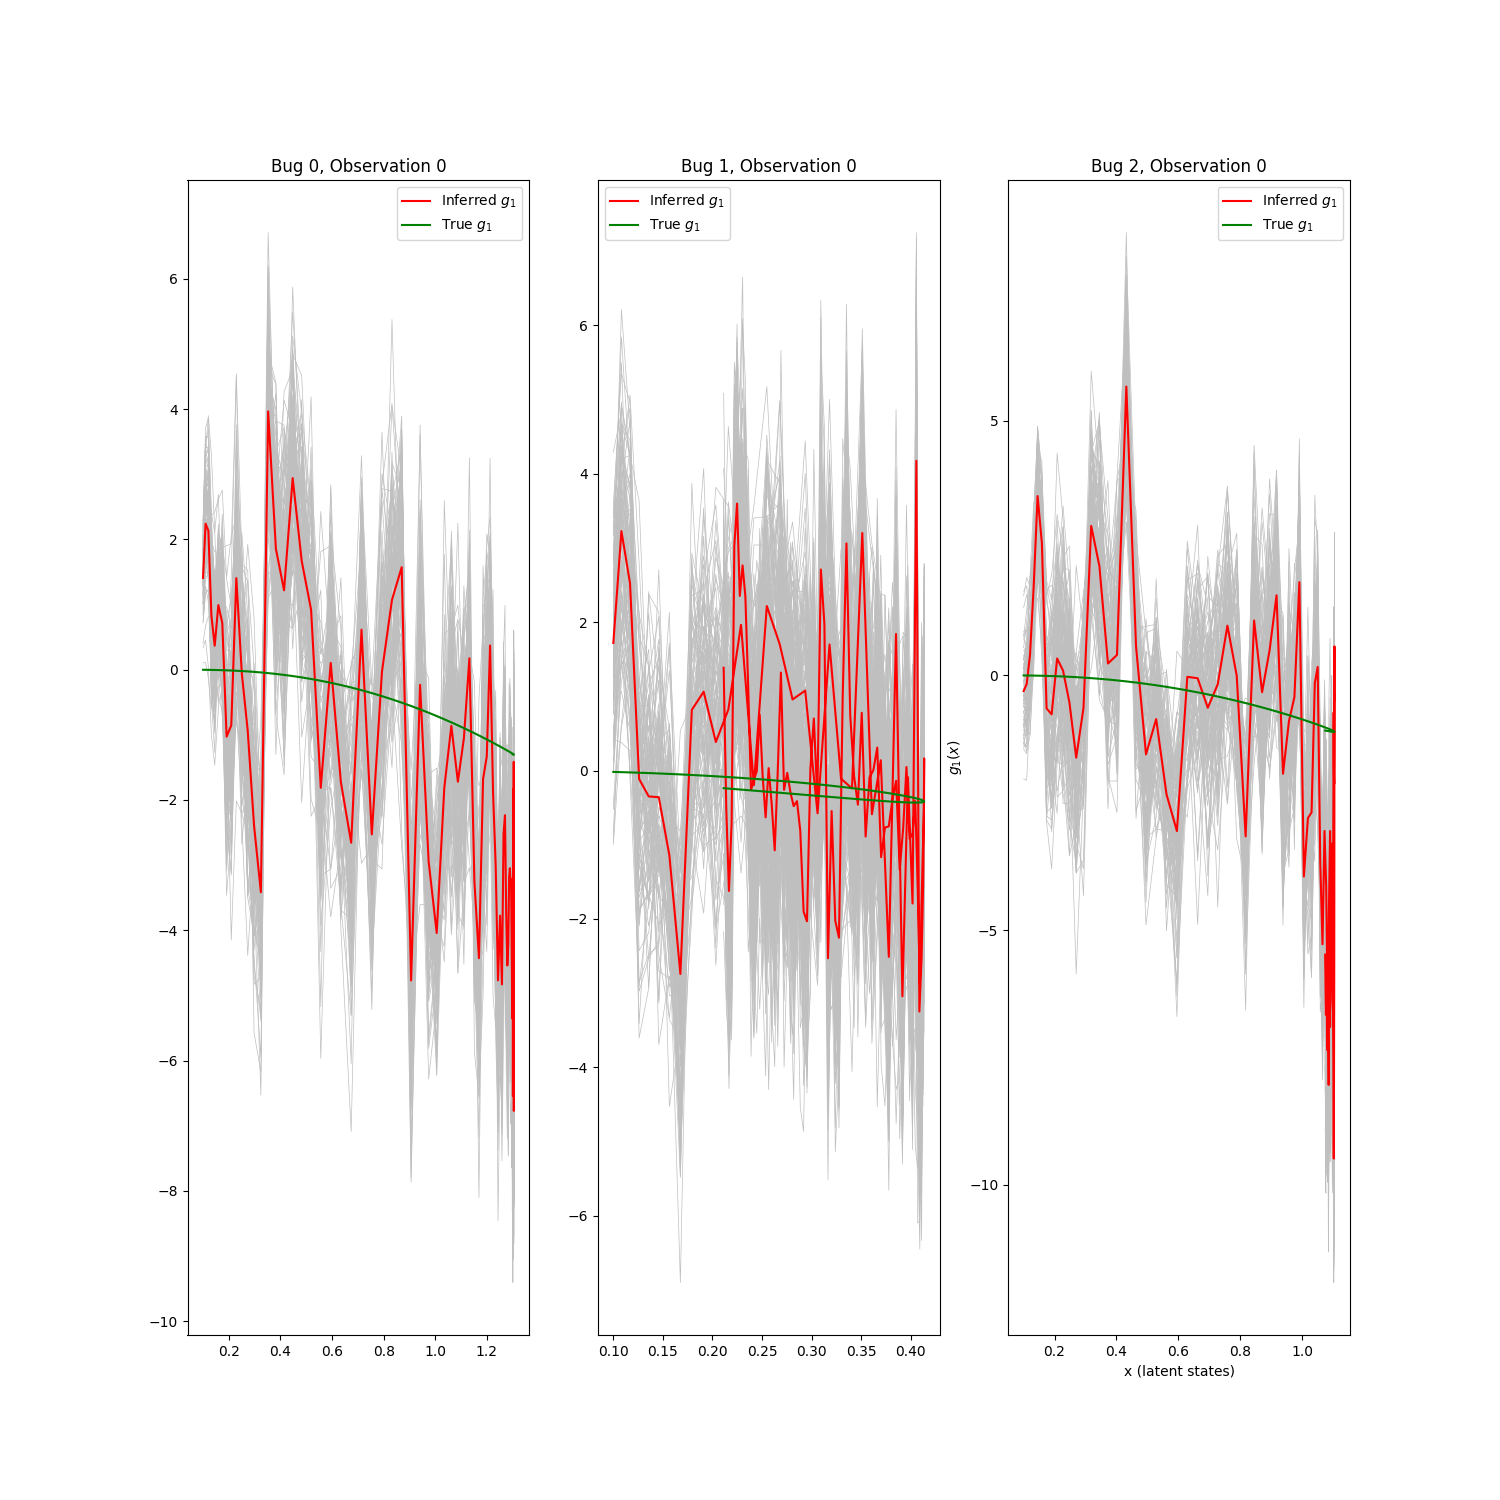 Bug 0, Observation 0
Inferred g₁
True g₁
6
4
2
0
−2
−4
−6
−8
−10
0.2 0.4 0.6 0.8 1.0 1.2
Bug 1, Observation 0
Inferred g₁
True g₁
6
4
2
0
−2
−4
−6
0.10 0.15 0.20 0.25 0.30 0.35 0.40
Bug 2, Observation 0
Inferred g₁
True g₁
g₁(x)
5
0
−5
−10
0.2 0.4 0.6 0.8 1.0
x (latent states)